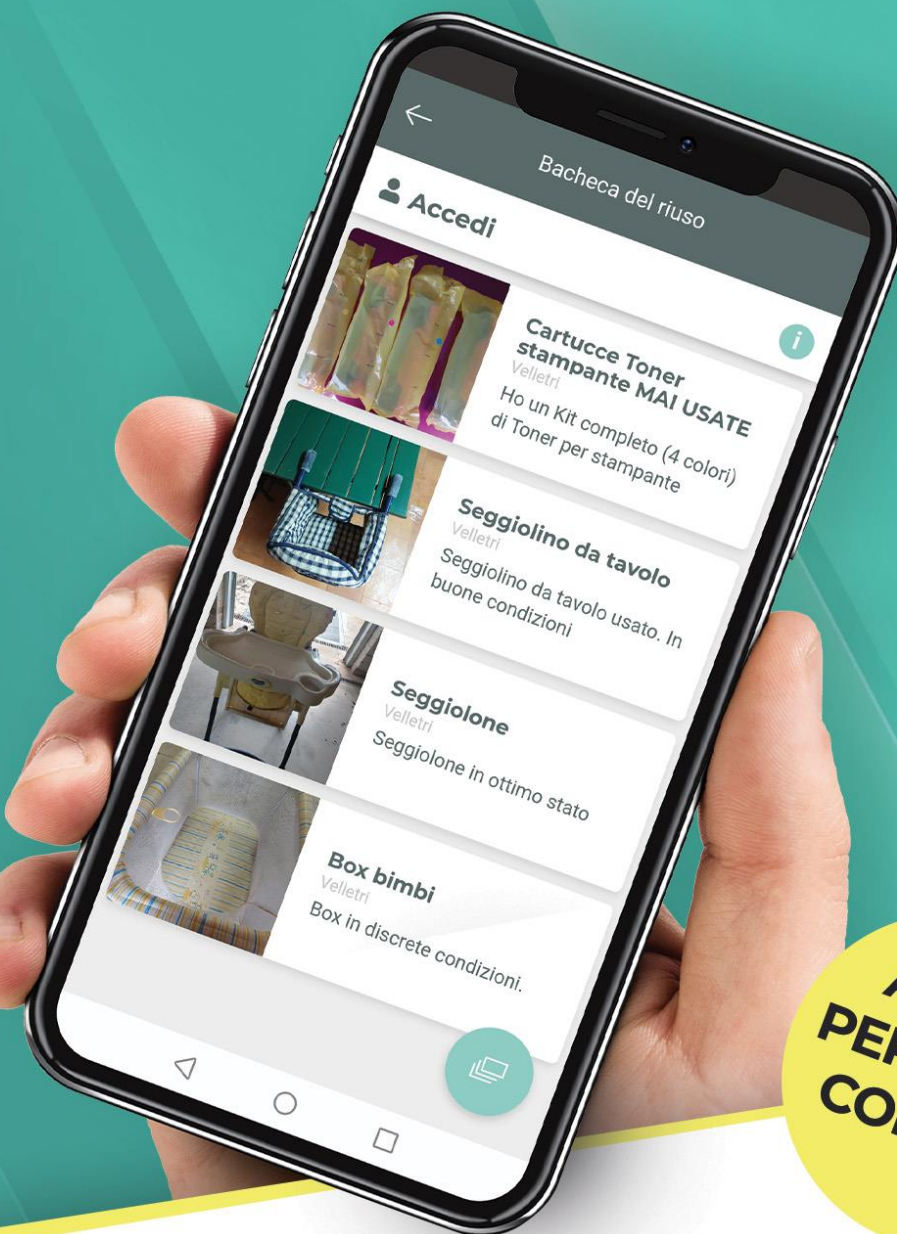 Bacheca del riuso
Accedi
i
Cartucce Toner
stampante MAI USATE
Velletri
Ho un Kit completo (4 colori)
di Toner per stampante
Seggiolino da tavolo
Velletri
Seggiolino da tavolo usato. In
buone condizioni
Seggiolone
Velletri
Seggiolone in ottimo stato
Box bimbi
Velletri
Box in discrete condizioni.